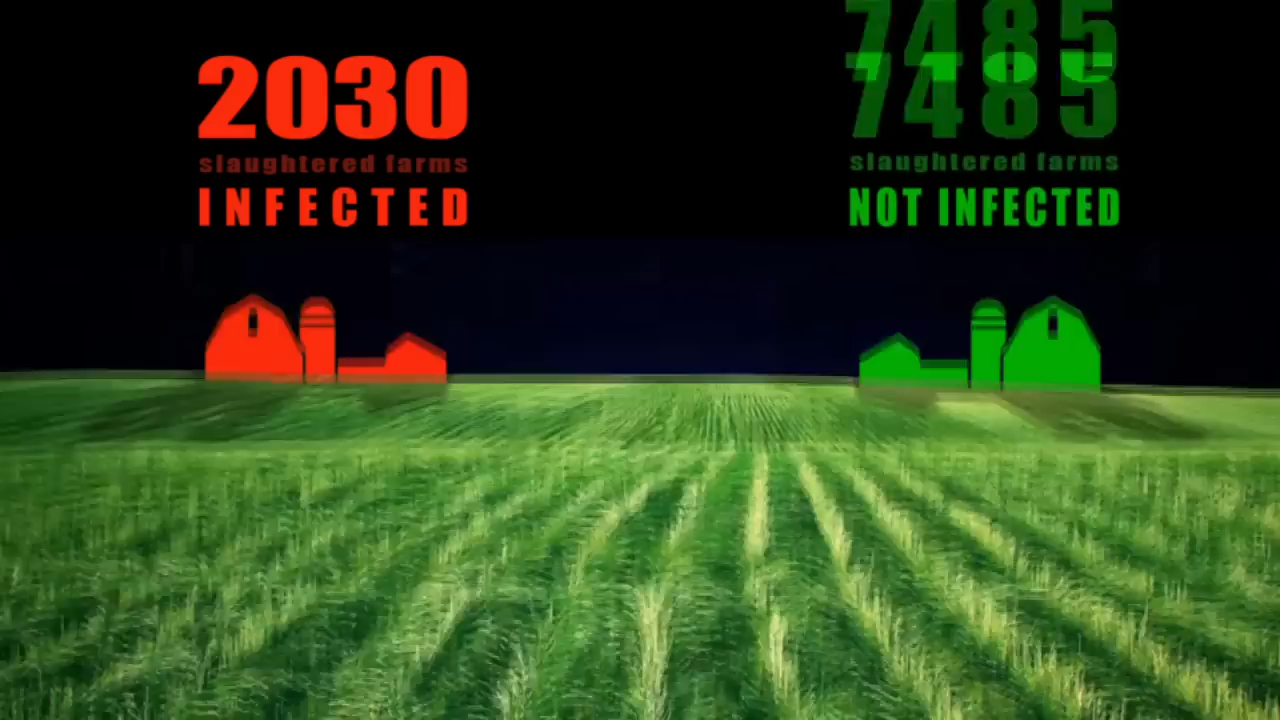 2030
slaughtered farms
INFECTED
7485
7485
slaughtered farms
NOT INFECTED